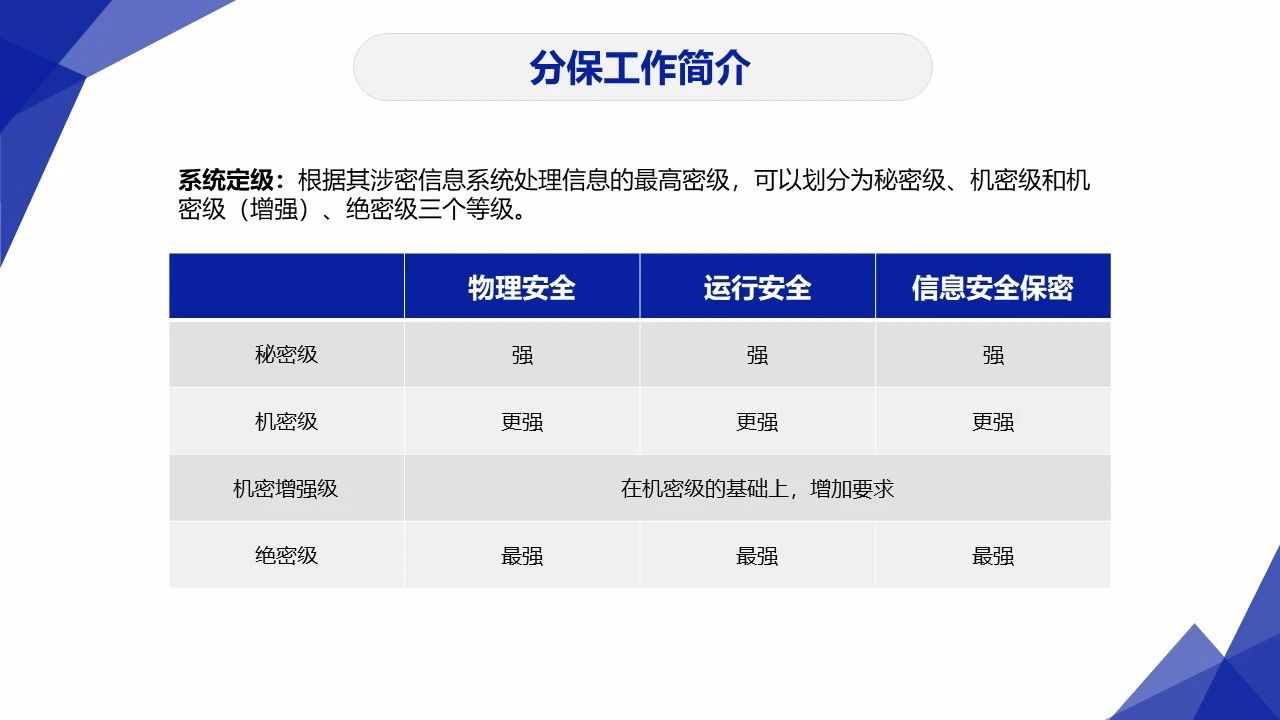 分保工作简介
系统定级：根据其涉密信息系统处理信息的最高密级，可以划分为秘密级、机密级和机
密级（增强）、绝密级三个等级。
物理安全 运行安全 信息安全保密
秘密级 强 强 强
机密级 更强 更强 更强
机密增强级 在机密级的基础上，增加要求
绝密级 最强 最强 最强